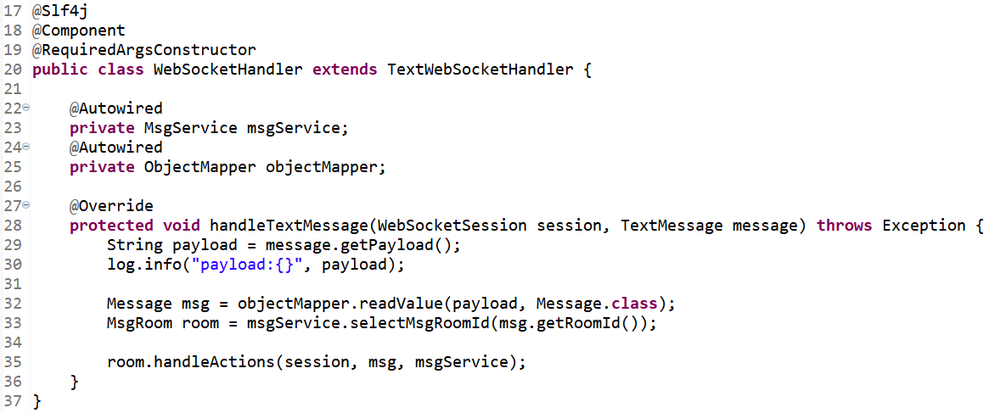 17 @Slf4j
18 @Component
19 @RequiredArgsConstructor
20 public class WebSocketHandler extends TextWebSocketHandler {
21
22     @Autowired
23     private MsgService msgService;
24     @Autowired
25     private ObjectMapper objectMapper;
26
27     @Override
28     protected void handleTextMessage(WebSocketSession session, TextMessage message) throws Exception {
29         String payload = message.getPayload();
30         log.info("payload:{}", payload);
31
32         Message msg = objectMapper.readValue(payload, Message.class);
33         MsgRoom room = msgService.selectMsgRoomId(msg.getRoomId());
34
35         room.handleActions(session, msg, msgService);
36     }
37 }